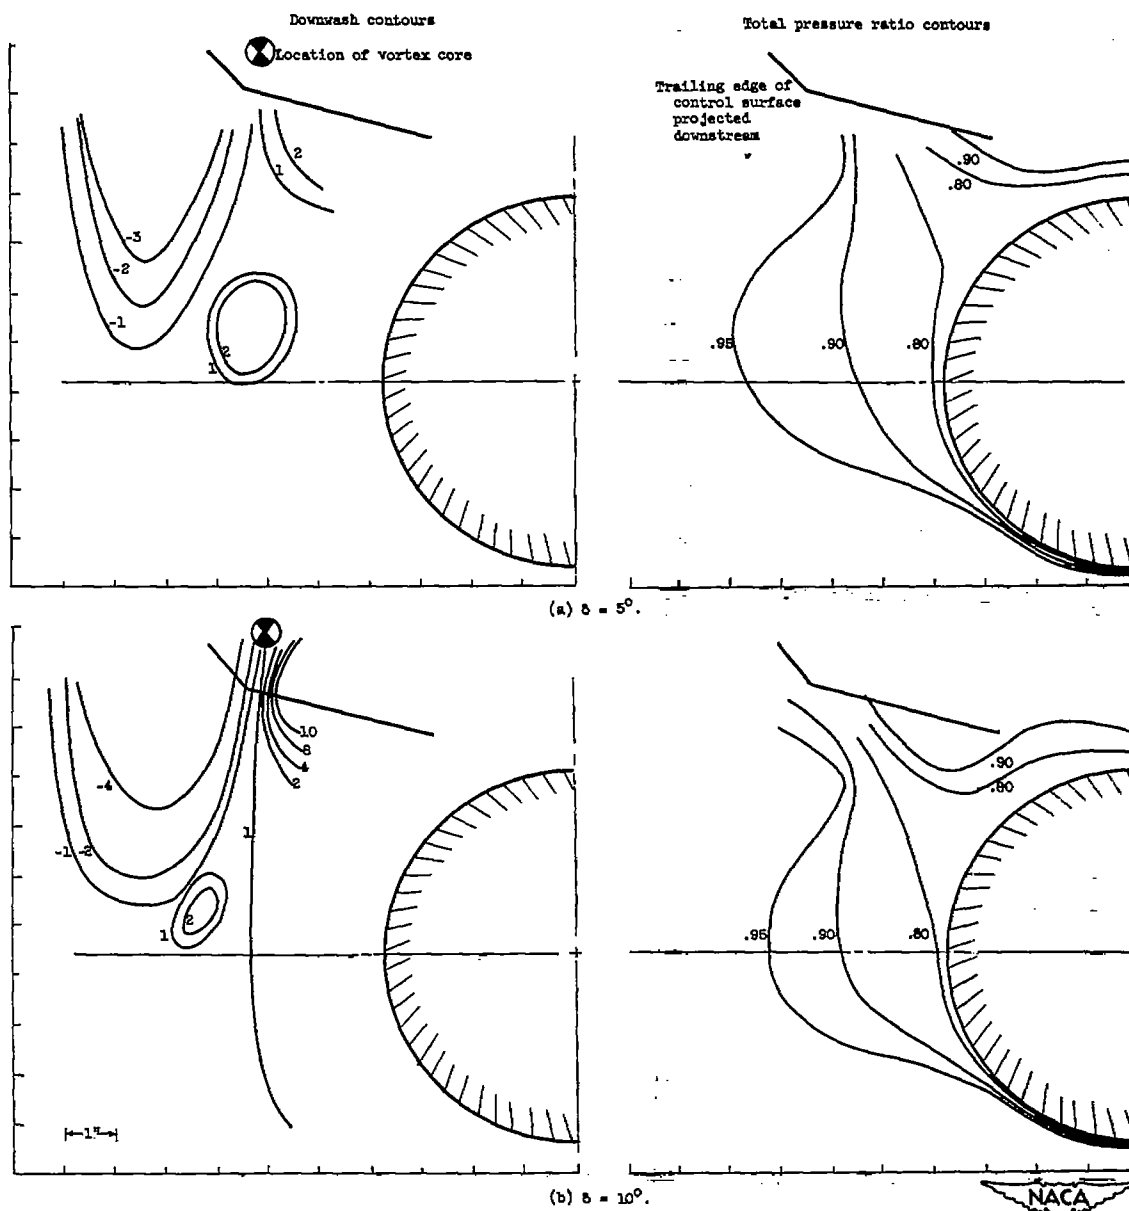 Downwash contours
Total pressure ratio contours
Location of vortex core
Trailing edge of
control surface
projected
downstream
2
1
-3
-2
-1
2
1
.90
.80
.95
.90
.80
(a) δ = 5°.
10
8
4
2
-4
1
-1
-2
2
1
1"
.90
.80
.95
.90
.80
(b) δ = 10°.
NACA